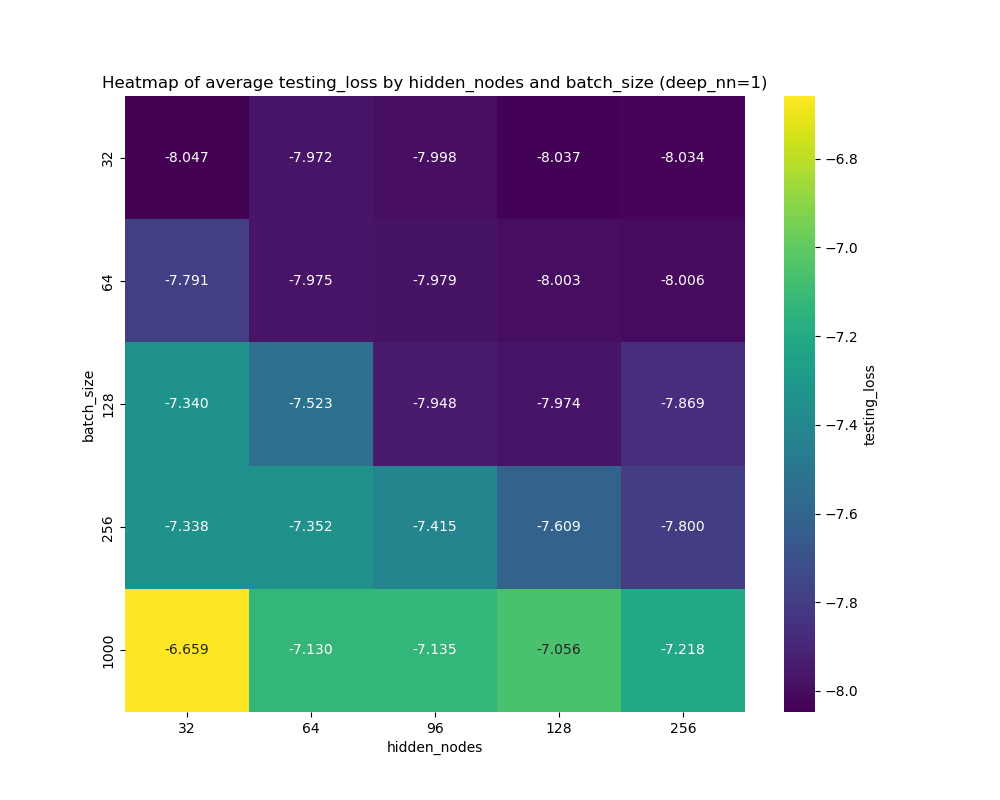 Heatmap of average testing_loss by hidden_nodes and batch_size (deep_nn=1)
32 -8.047 -7.972 -7.998 -8.037 -8.034
64 -7.791 -7.975 -7.979 -8.003 -8.006
128 -7.340 -7.523 -7.948 -7.974 -7.869
256 -7.338 -7.352 -7.415 -7.609 -7.800
1000 -6.659 -7.130 -7.135 -7.056 -7.218
batch_size
32 64 96 128 256
hidden_nodes
−6.8
−7.0
−7.2
−7.4
−7.6
−7.8
−8.0
testing_loss